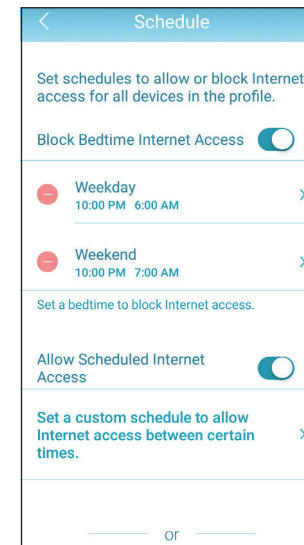 Schedule
Set schedules to allow or block Internet
access for all devices in the profile.
Block Bedtime Internet Access
Weekday
10:00 PM 6:00 AM
Weekend
10:00 PM 7:00 AM
Set a bedtime to block Internet access.
Allow Scheduled Internet
Access
Set a custom schedule to allow
Internet access between certain
times.
or